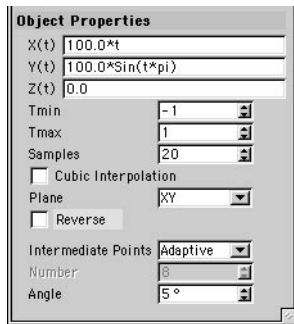 Object Properties
X(t) 100.0*t
Y(t) 100.0*Sin(t*pi)
Z(t) 0.0
Tmin -1
Tmax 1
Samples 20
Cubic Interpolation
Plane XY
Reverse
Intermediate Points Adaptive
Number 8
Angle 5°